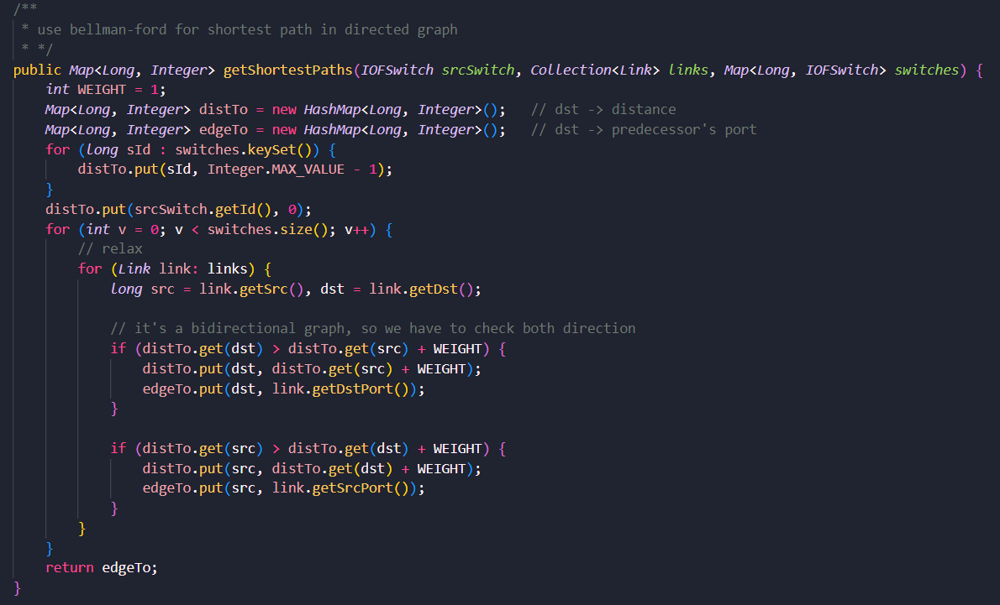 /**
 * use bellman-ford for shortest path in directed graph
 * */
public Map<Long, Integer> getShortestPaths(IOFSwitch srcSwitch, Collection<Link> links, Map<Long, IOFSwitch> switches) {
    int WEIGHT = 1;
    Map<Long, Integer> distTo = new HashMap<Long, Integer>();   // dst -> distance
    Map<Long, Integer> edgeTo = new HashMap<Long, Integer>();   // dst -> predecessor's port
    for (long sId : switches.keySet()) {
        distTo.put(sId, Integer.MAX_VALUE - 1);
    }
    distTo.put(srcSwitch.getId(), 0);
    for (int v = 0; v < switches.size(); v++) {
        // relax
        for (Link link: links) {
            long src = link.getSrc(), dst = link.getDst();

            // it's a bidirectional graph, so we have to check both direction
            if (distTo.get(dst) > distTo.get(src) + WEIGHT) {
                distTo.put(dst, distTo.get(src) + WEIGHT);
                edgeTo.put(dst, link.getDstPort());
            }

            if (distTo.get(src) > distTo.get(dst) + WEIGHT) {
                distTo.put(src, distTo.get(dst) + WEIGHT);
                edgeTo.put(src, link.getSrcPort());
            }
        }
    }
    return edgeTo;
}